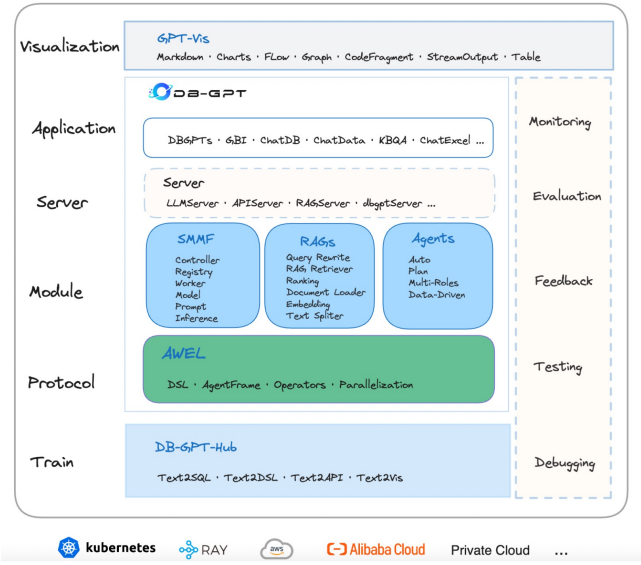 Visualization
GPT-Vis
Markdown · Charts · FLow · Graph · CodeFragment · StreamOutput · Table
DB-GPT
Application
DBGPTs · GBI · ChatDB · ChatData · KBQA · ChatExcel ...
Monitoring
Server
Server
LLMServer · APIServer · RAGServer · dbgptServer ...
Evaluation
Module
SMMF
Controller
Registry
Worker
Model
Prompt
Inference
RAGs
Query Rewrite
RAG Retriever
Ranking
Document Loader
Embedding
Text Spliter
Agents
Auto
Plan
Multi-Roles
Data-Driven
Feedback
Protocol
AWEL
DSL · AgentFrame · Operators · Parallelization
Testing
Train
DB-GPT-Hub
Text2SQL · Text2DSL · Text2API · Text2Vis
Debugging
kubernetes
RAY
aws
Alibaba Cloud
Private Cloud
...